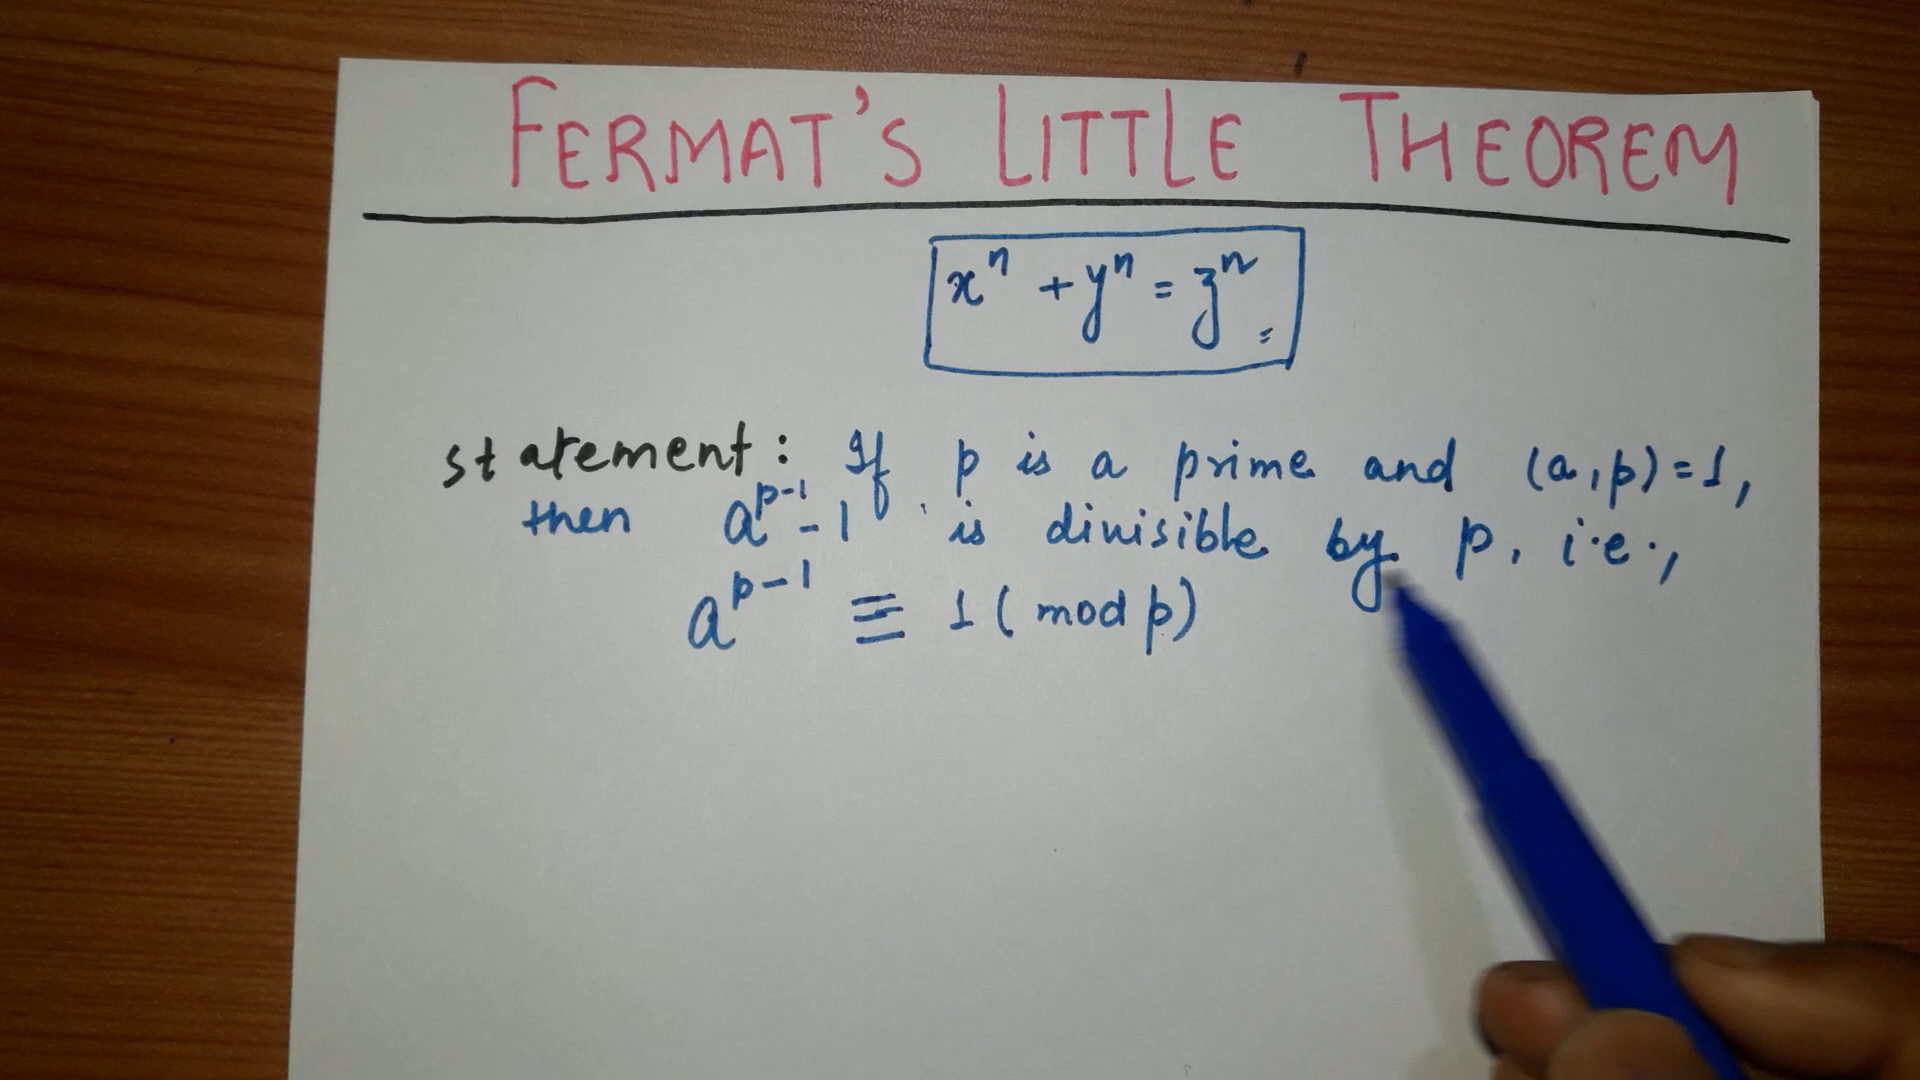 FERMAT'S LITTLE THEOREM
xⁿ + yⁿ = zⁿ
statement: If p is a prime and (a,p)=1,
then a^{p-1} - 1 is divisible by p, i.e.,
a^{p-1} ≡ 1 (mod p)